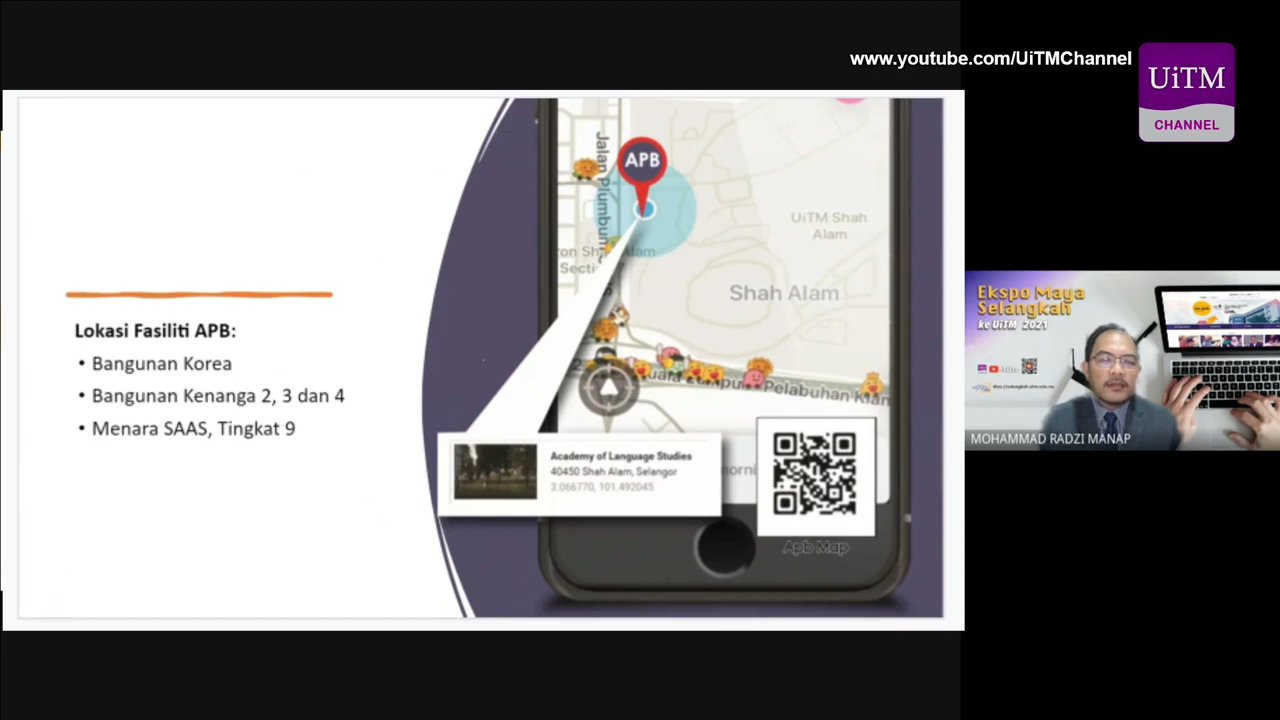 www.youtube.com/UiTMChannel
UiTM
CHANNEL
Lokasi Fasiliti APB:
• Bangunan Korea
• Bangunan Kenanga 2, 3 dan 4
• Menara SAAS, Tingkat 9
APB
UiTM Shah
Alam
Shah Alam
Pelabuhan
Academy of Language Studies
40450 Shah Alam, Selangor
3.066770, 101.492045
Apb Map
Ekspo Maya
Selangkah
ke UiTM 2021
MOHAMMAD RADZI MANAP